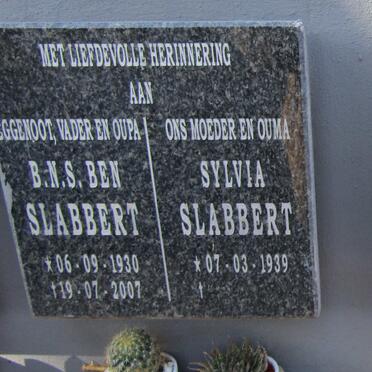 MET LIEFDEVOLLE HERINNERING
AAN
EGGENOOT, VADER EN OUPA
B.N.S. BEN
SLABBERT
* 06 - 09 - 1930
† 19 - 07 - 2007
ONS MOEDER EN OUMA
SYLVIA
SLABBERT
* 07 - 03 - 1939
†